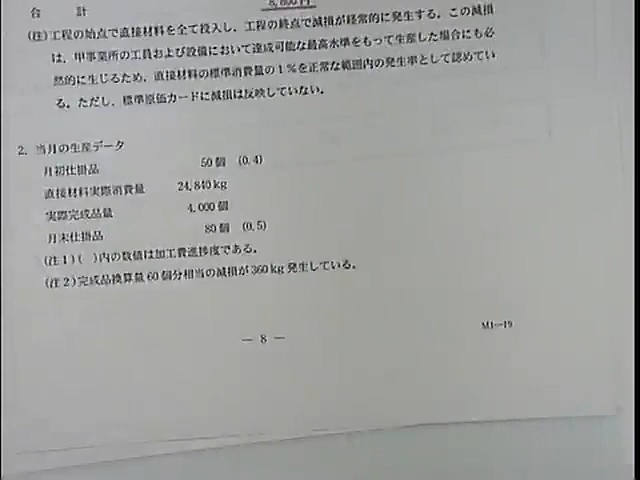 合 計 8,800円
(注)工程の始点で直接材料を全て投入し、工程の終点で減損が経常的に発生する。この減損
は、甲事業所の工員および設備において達成可能な最高水準をもって生産した場合にも必
然的に生じるため、直接材料の標準消費量の1%を正常な範囲内の発生率として認めてい
る。ただし、標準原価カードに減損は反映していない。
2. 当月の生産データ
月初仕掛品 50個 (0.4)
直接材料実際消費量 24,840kg
実際完成品量 4,000個
月末仕掛品 80個 (0.5)
(注1)( )内の数値は加工費進捗度である。
(注2)完成品換算量60個分相当の減損が360kg発生している。
― 8 ―
M1―19